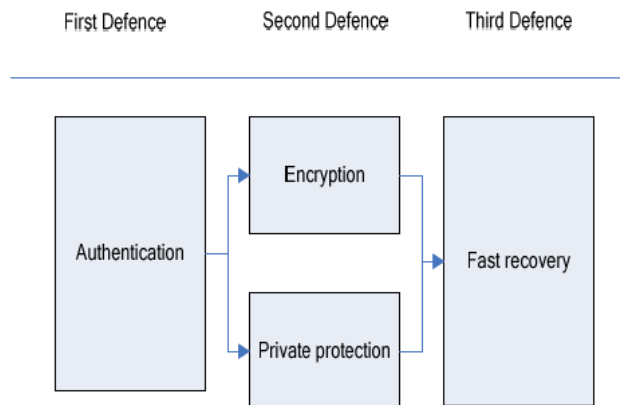 First Defence
Second Defence
Third Defence
Authentication
Encryption
Private protection
Fast recovery